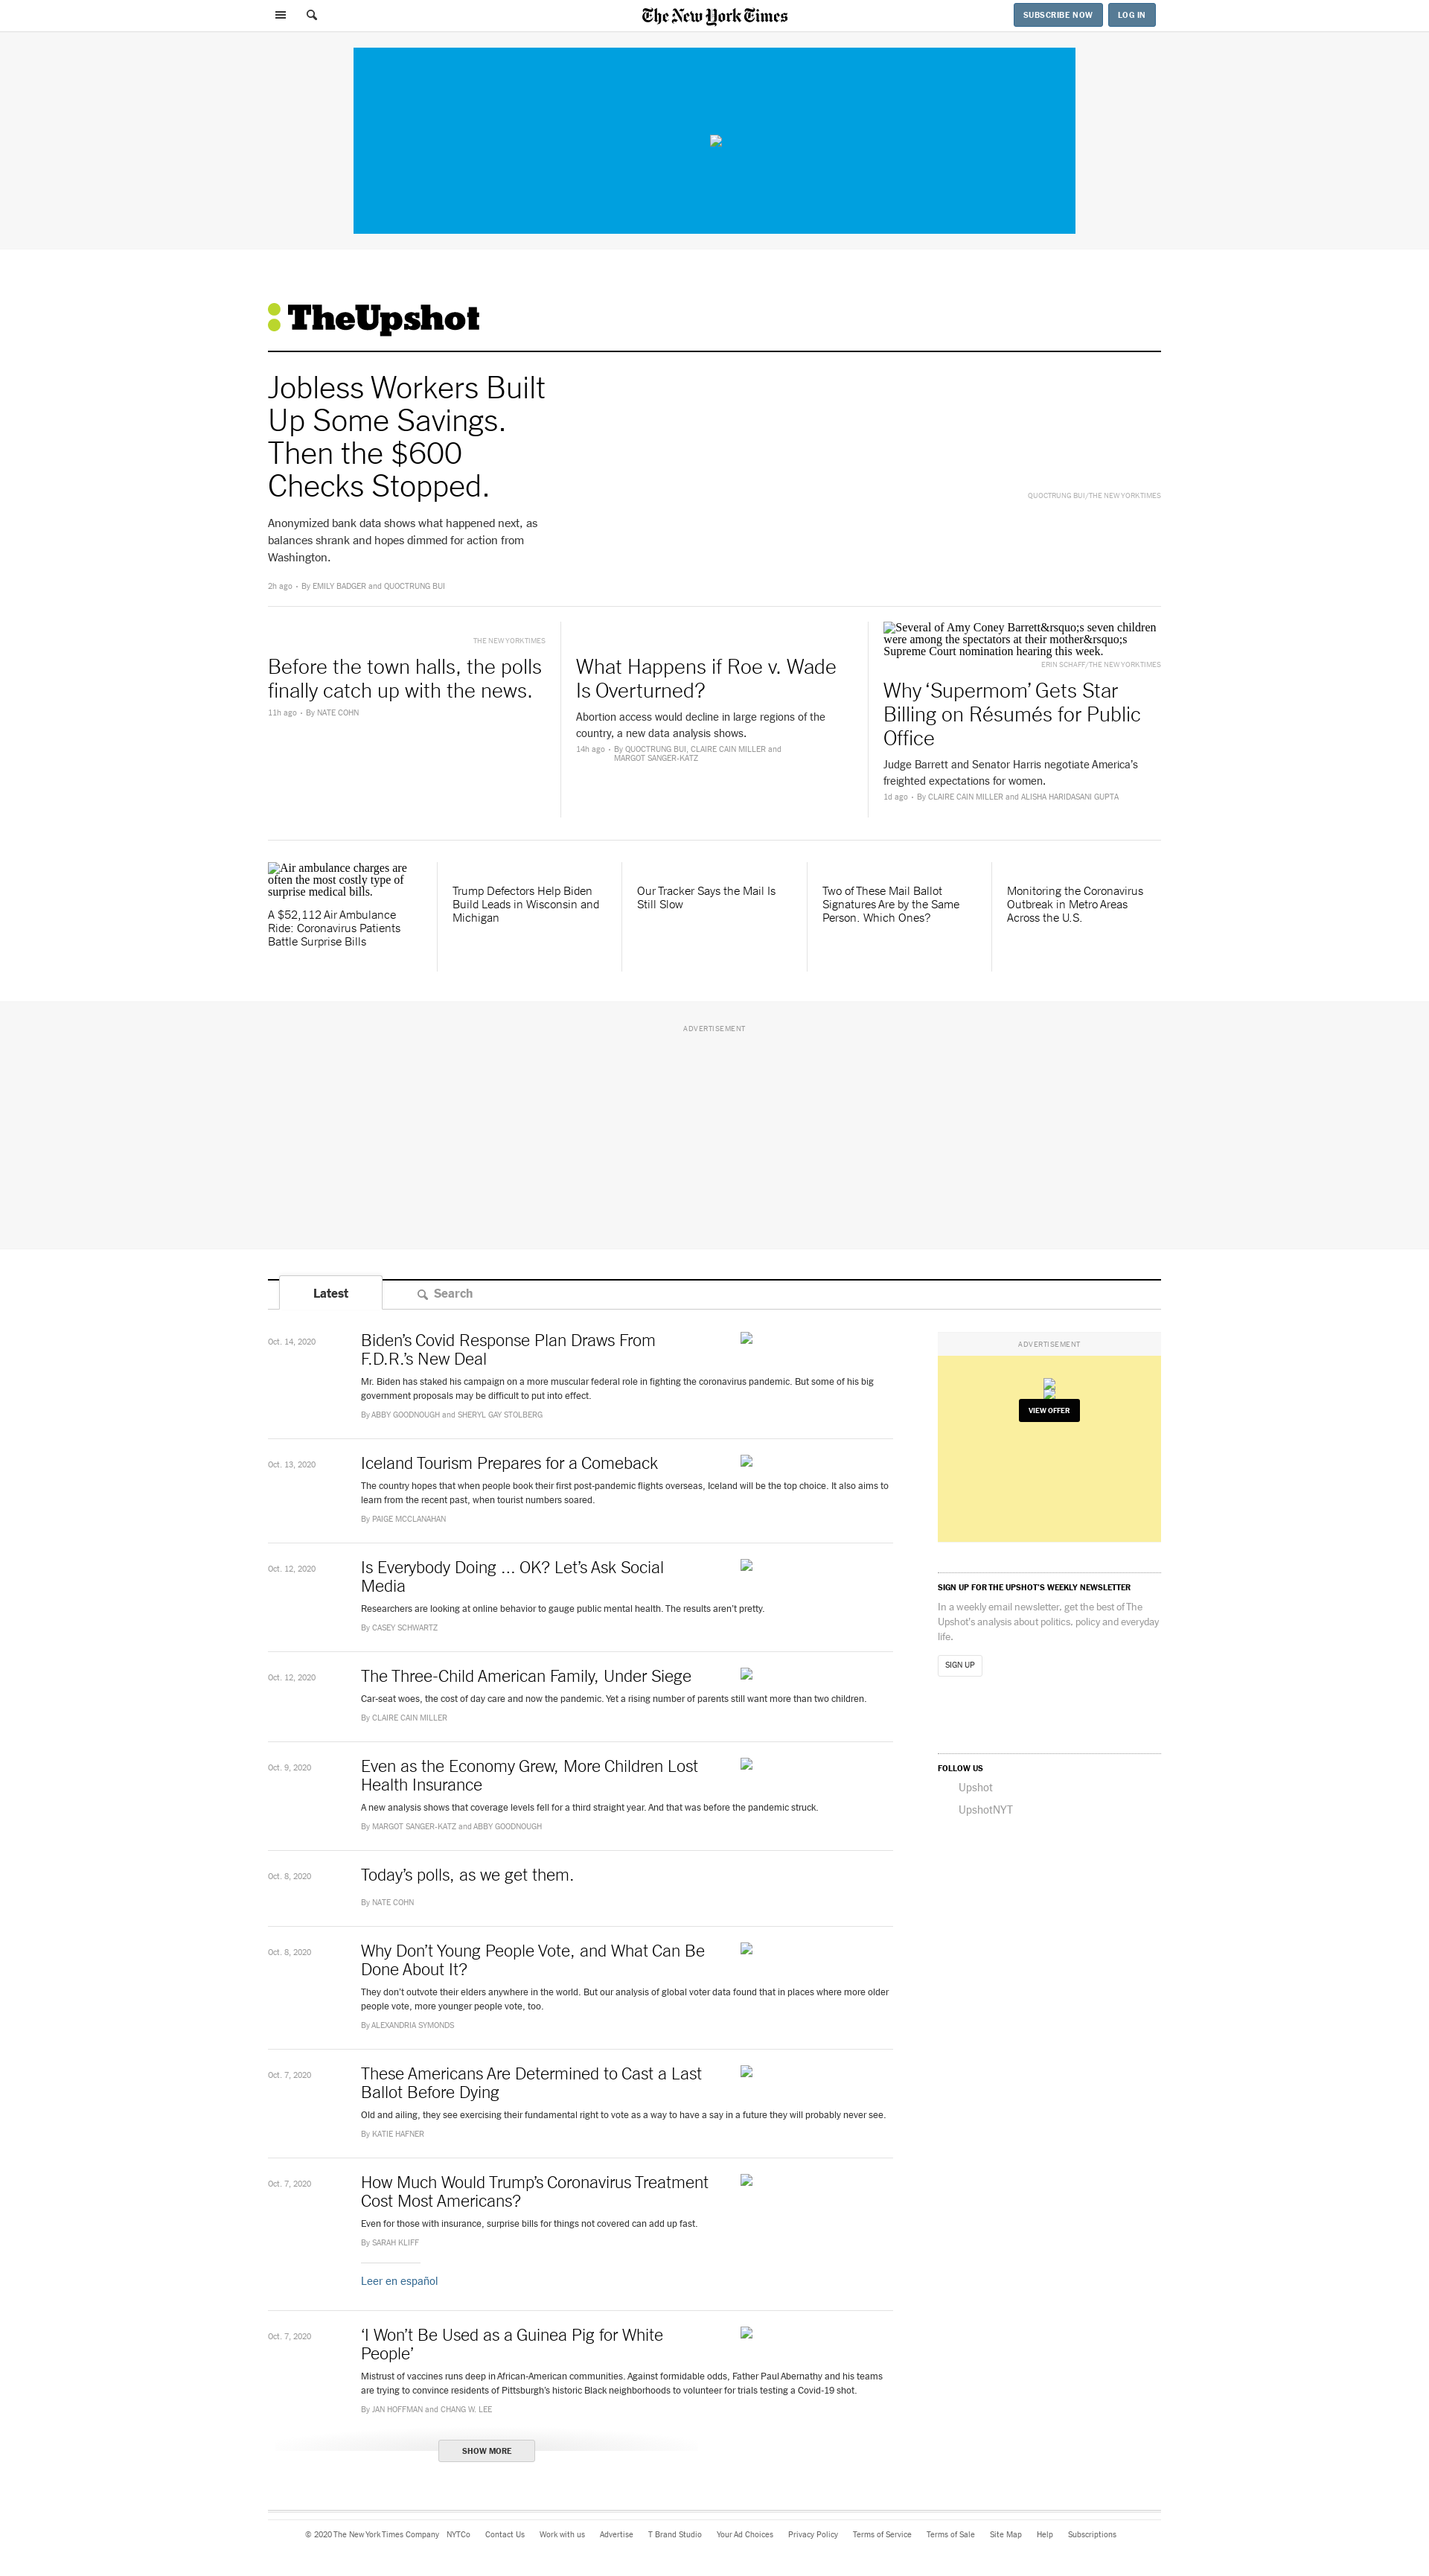 The New York Times
SUBSCRIBE NOW
LOG IN
TheUpshot
Jobless Workers Built
Up Some Savings.
Then the $600
Checks Stopped.
QUOCTRUNG BUI/THE NEW YORK TIMES
Anonymized bank data shows what happened next, as
balances shrank and hopes dimmed for action from
Washington.
2h ago • By EMILY BADGER and QUOCTRUNG BUI
THE NEW YORK TIMES
Before the town halls, the polls
finally catch up with the news.
11h ago • By NATE COHN
What Happens if Roe v. Wade
Is Overturned?
Abortion access would decline in large regions of the
country, a new data analysis shows.
14h ago • By QUOCTRUNG BUI, CLAIRE CAIN MILLER and
MARGOT SANGER-KATZ
Several of Amy Coney Barrett&rsquo;s seven children
were among the spectators at their mother&rsquo;s
Supreme Court nomination hearing this week.
ERIN SCHAFF/THE NEW YORK TIMES
Why ‘Supermom’ Gets Star
Billing on Résumés for Public
Office
Judge Barrett and Senator Harris negotiate America’s
freighted expectations for women.
1d ago • By CLAIRE CAIN MILLER and ALISHA HARIDASANI GUPTA
Air ambulance charges are
often the most costly type of
surprise medical bills.
A $52,112 Air Ambulance
Ride: Coronavirus Patients
Battle Surprise Bills
Trump Defectors Help Biden
Build Leads in Wisconsin and
Michigan
Our Tracker Says the Mail Is
Still Slow
Two of These Mail Ballot
Signatures Are by the Same
Person. Which Ones?
Monitoring the Coronavirus
Outbreak in Metro Areas
Across the U.S.
ADVERTISEMENT
Latest
Search
Oct. 14, 2020
Biden’s Covid Response Plan Draws From
F.D.R.’s New Deal
Mr. Biden has staked his campaign on a more muscular federal role in fighting the coronavirus pandemic. But some of his big
government proposals may be difficult to put into effect.
By ABBY GOODNOUGH and SHERYL GAY STOLBERG
Oct. 13, 2020
Iceland Tourism Prepares for a Comeback
The country hopes that when people book their first post-pandemic flights overseas, Iceland will be the top choice. It also aims to
learn from the recent past, when tourist numbers soared.
By PAIGE MCCLANAHAN
Oct. 12, 2020
Is Everybody Doing ... OK? Let’s Ask Social
Media
Researchers are looking at online behavior to gauge public mental health. The results aren’t pretty.
By CASEY SCHWARTZ
Oct. 12, 2020
The Three-Child American Family, Under Siege
Car-seat woes, the cost of day care and now the pandemic. Yet a rising number of parents still want more than two children.
By CLAIRE CAIN MILLER
Oct. 9, 2020
Even as the Economy Grew, More Children Lost
Health Insurance
A new analysis shows that coverage levels fell for a third straight year. And that was before the pandemic struck.
By MARGOT SANGER-KATZ and ABBY GOODNOUGH
Oct. 8, 2020
Today’s polls, as we get them.
By NATE COHN
Oct. 8, 2020
Why Don’t Young People Vote, and What Can Be
Done About It?
They don’t outvote their elders anywhere in the world. But our analysis of global voter data found that in places where more older
people vote, more younger people vote, too.
By ALEXANDRIA SYMONDS
Oct. 7, 2020
These Americans Are Determined to Cast a Last
Ballot Before Dying
Old and ailing, they see exercising their fundamental right to vote as a way to have a say in a future they will probably never see.
By KATIE HAFNER
Oct. 7, 2020
How Much Would Trump’s Coronavirus Treatment
Cost Most Americans?
Even for those with insurance, surprise bills for things not covered can add up fast.
By SARAH KLIFF
Leer en español
Oct. 7, 2020
‘I Won’t Be Used as a Guinea Pig for White
People’
Mistrust of vaccines runs deep in African-American communities. Against formidable odds, Father Paul Abernathy and his teams
are trying to convince residents of Pittsburgh’s historic Black neighborhoods to volunteer for trials testing a Covid-19 shot.
By JAN HOFFMAN and CHANG W. LEE
SHOW MORE
ADVERTISEMENT
VIEW OFFER
SIGN UP FOR THE UPSHOT'S WEEKLY NEWSLETTER
In a weekly email newsletter, get the best of The
Upshot's analysis about politics, policy and everyday
life.
SIGN UP
FOLLOW US
Upshot
UpshotNYT
© 2020 The New York Times Company NYTCo Contact Us Work with us Advertise T Brand Studio Your Ad Choices Privacy Policy Terms of Service Terms of Sale Site Map Help Subscriptions